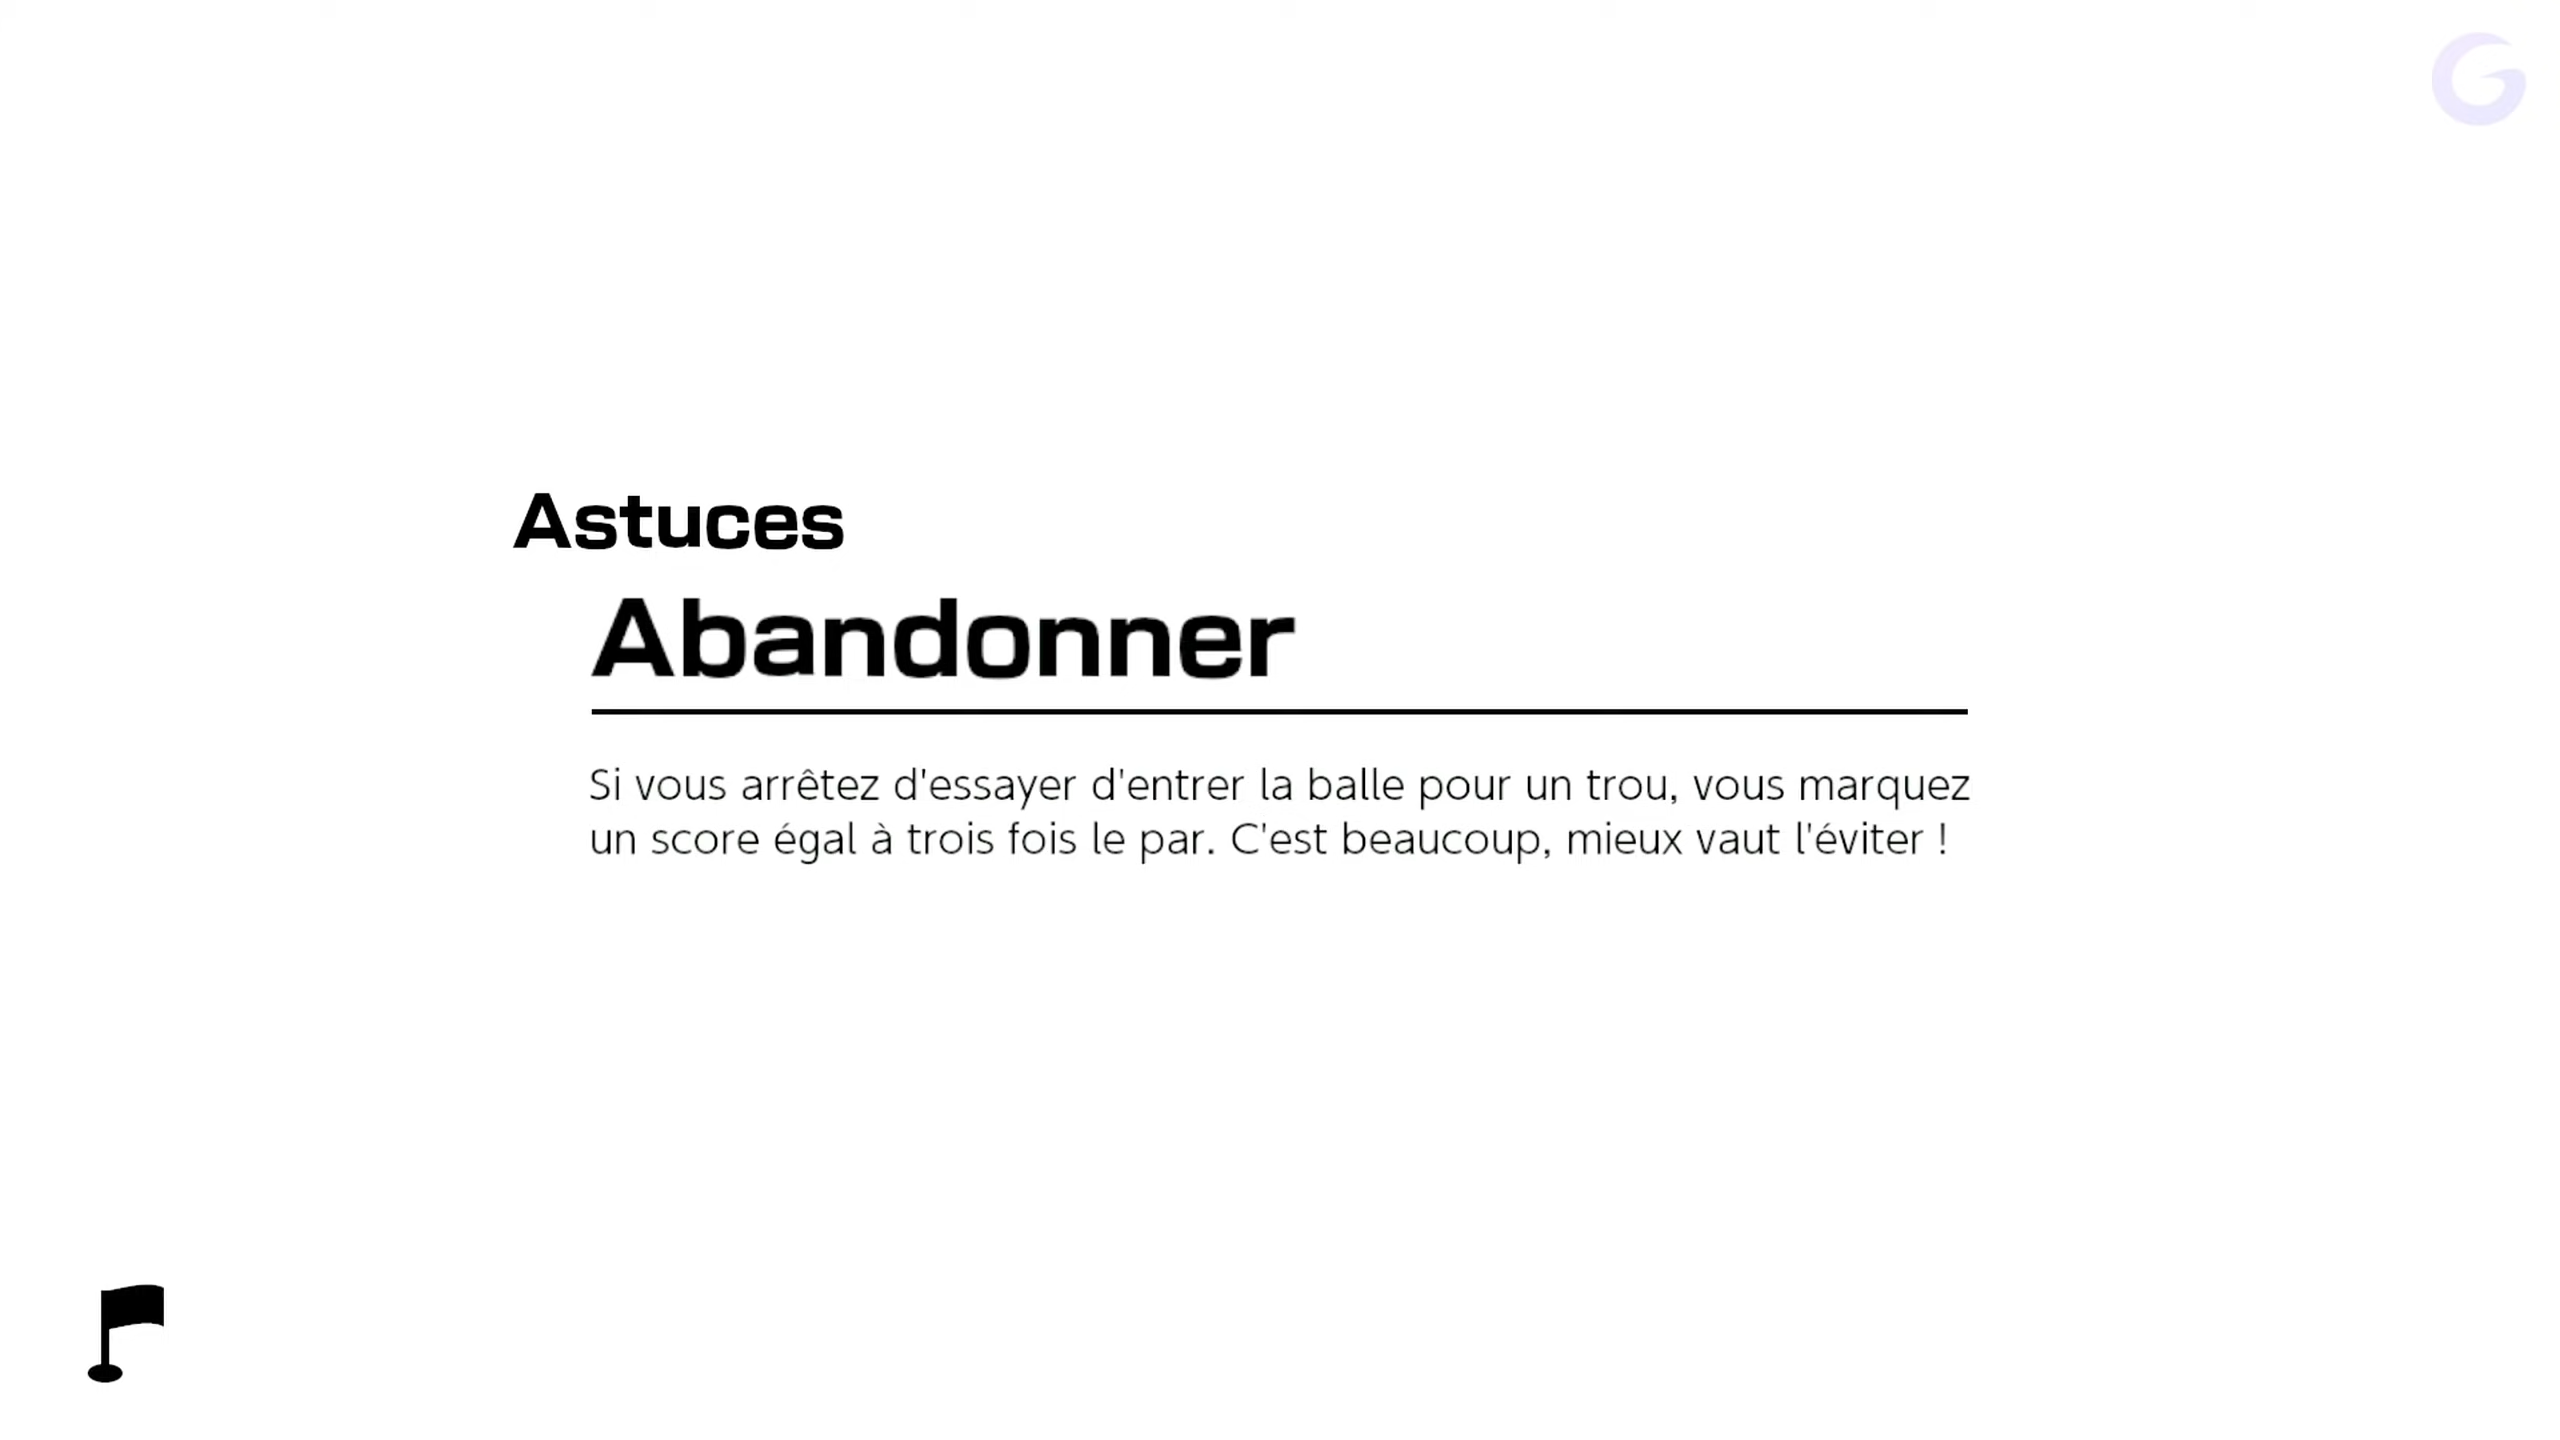 Astuces
Abandonner
Si vous arrêtez d'essayer d'entrer la balle pour un trou, vous marquez
un score égal à trois fois le par. C'est beaucoup, mieux vaut l'éviter !